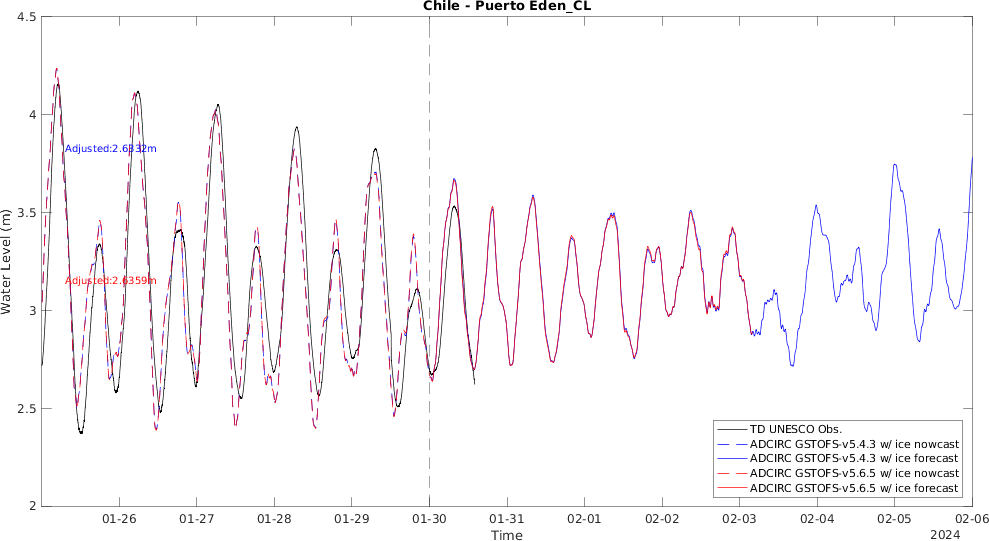 Chile - Puerto Eden_CL
4.5
4
3.5
3
2.5
2
Water Level (m)
Adjusted:2.6332m
Adjusted:2.6359m
TD UNESCO Obs.
ADCIRC GSTOFS-v5.4.3 w/ ice nowcast
ADCIRC GSTOFS-v5.4.3 w/ ice forecast
ADCIRC GSTOFS-v5.6.5 w/ ice nowcast
ADCIRC GSTOFS-v5.6.5 w/ ice forecast
01-26 01-27 01-28 01-29 01-30 01-31 02-01 02-02 02-03 02-04 02-05 02-06
Time
2024